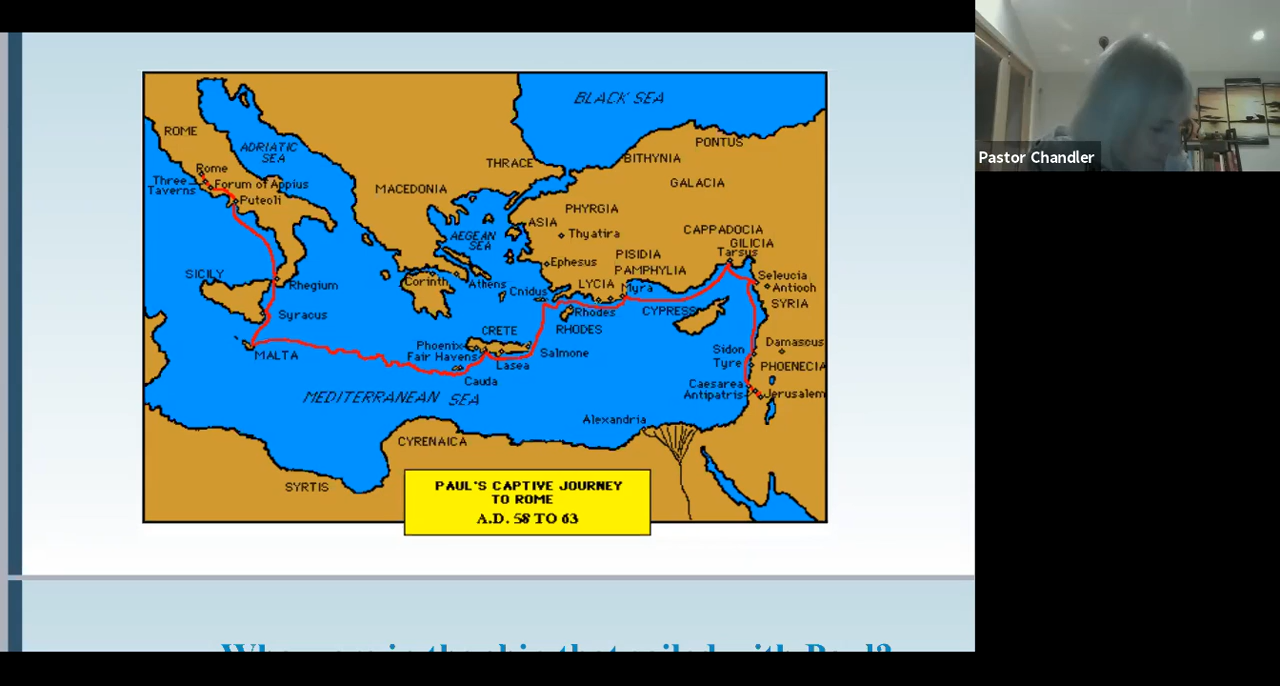 BLACK SEA
ROME
ADRIATIC
SEA
PONTUS
BITHYNIA
THRACE
Rome
Three
Taverns
Forum of Appius
Puteoli
MACEDONIA
GALACIA
PHYRGIA
ASIA
Thyatira
AEGEAN
SEA
CAPPADOCIA
GILICIA
Tarsus
PISIDIA
PAMPHYLIA
Ephesus
SICILY
Rhegium
Corinth
Athens
Cnidus
LYCIA
Myra
Seleucia
Antioch
SYRIA
Syracus
Rhodes
RHODES
CYPRESS
CRETE
Phoenix
Fair Havens
Lasea
Salmone
MALTA
Cauda
Sidon
Tyre
Damascus
PHOENECIA
Caesarea
Antipatris
Jerusalem
MEDITERRANEAN SEA
Alexandria
CYRENAICA
SYRTIS
PAUL'S CAPTIVE JOURNEY
TO ROME
A.D. 58 TO 63
Pastor Chandler